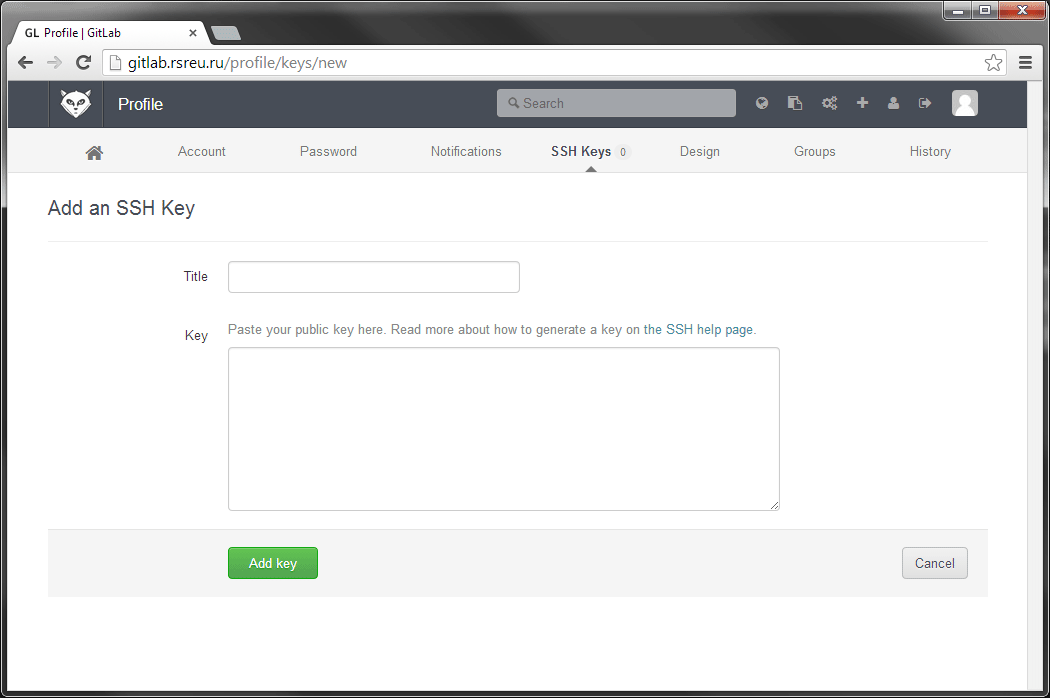 GL Profile | GitLab
gitlab.rsreu.ru/profile/keys/new
Profile Search
Account Password Notifications SSH Keys 0 Design Groups History
Add an SSH Key
Title
Key Paste your public key here. Read more about how to generate a key on the SSH help page.
Add key Cancel